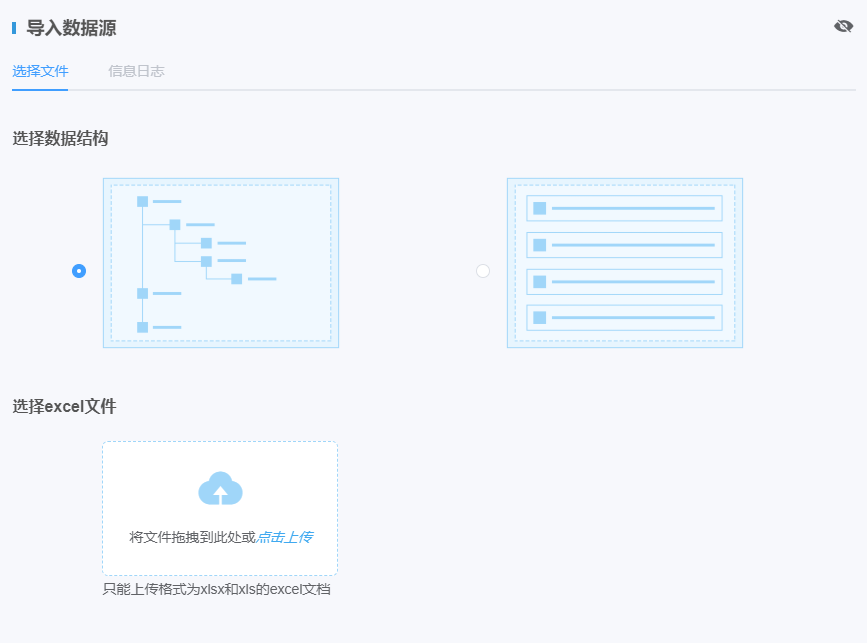 导入数据源
选择文件
信息日志
选择数据结构
选择excel文件
将文件拖拽到此处或点击上传
只能上传格式为xlsx和xls的excel文档